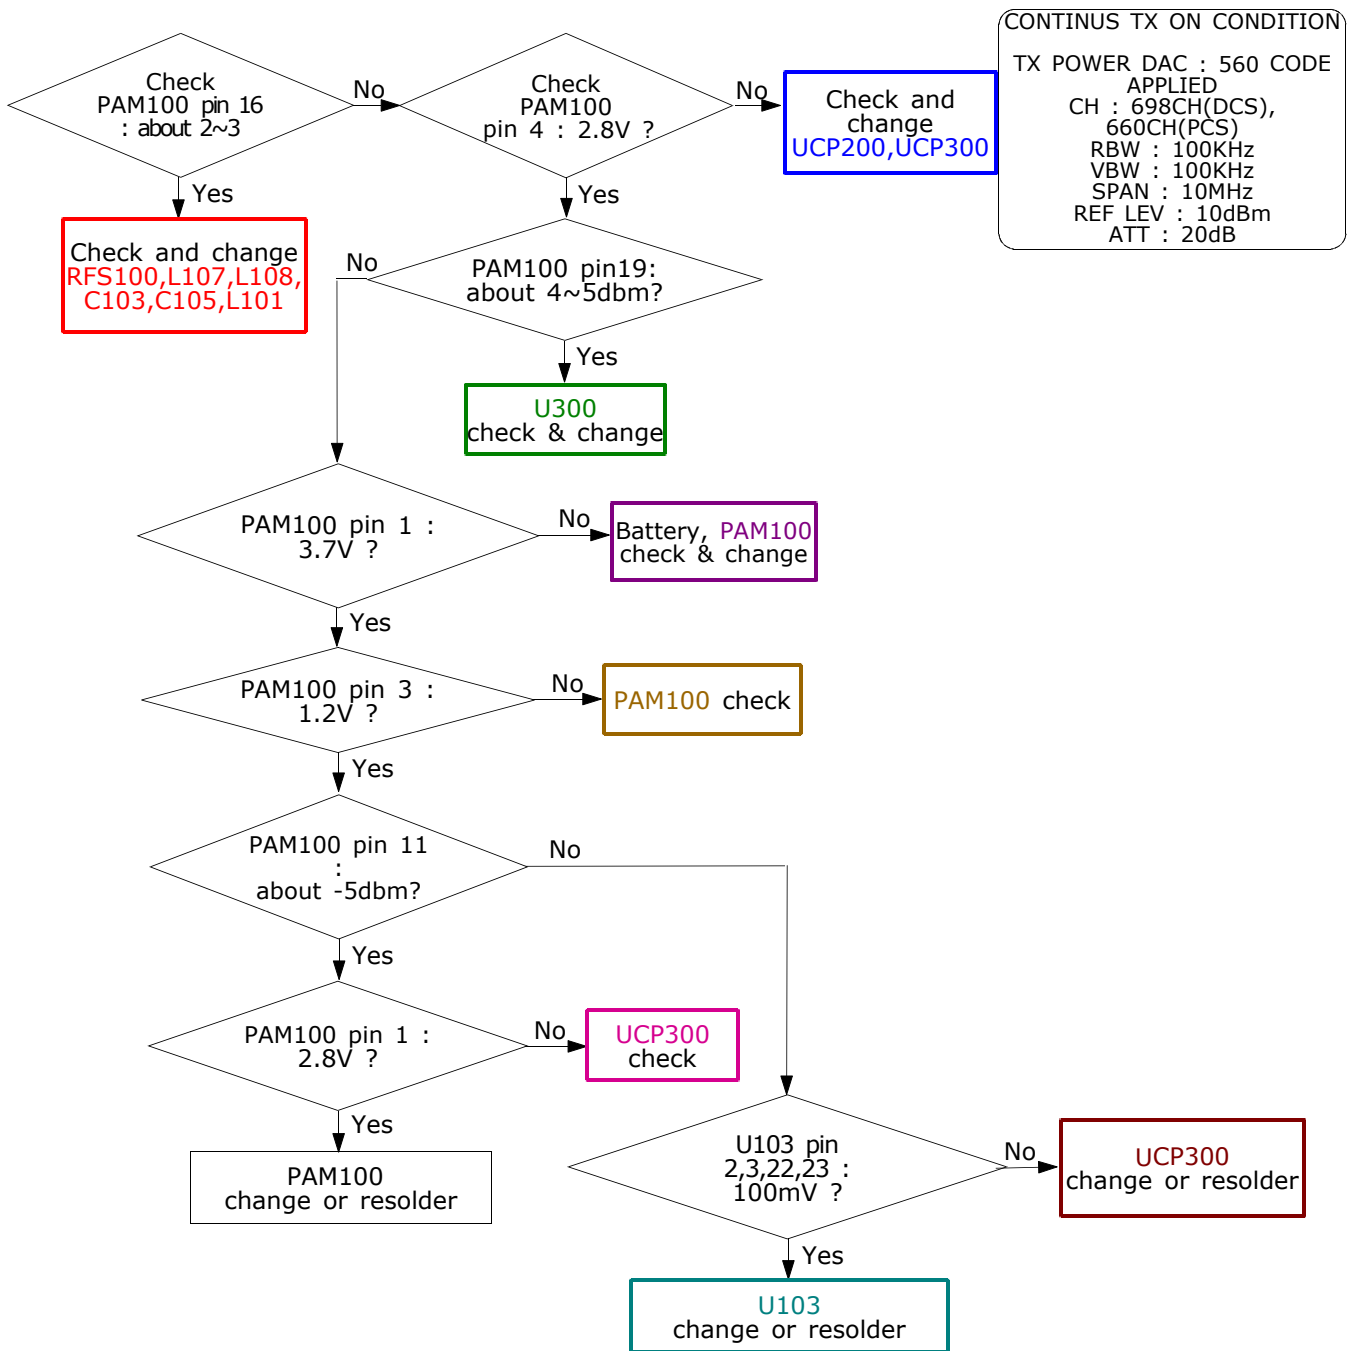 CONTINUS TX ON CONDITION
TX POWER DAC : 560 CODE
APPLIED
CH : 698CH(DCS),
660CH(PCS)
RBW : 100KHz
VBW : 100KHz
SPAN : 10MHz
REF LEV : 10dBm
ATT : 20dB
Check
PAM100 pin 16
: about 2~3
No
Yes
Check
PAM100
pin 4 : 2.8V ?
No
Yes
Check and
change
UCP200,UCP300
Check and change
RFS100,L107,L108,
C103,C105,L101
PAM100 pin19:
about 4~5dbm?
No
Yes
U300
check & change
PAM100 pin 1 :
3.7V ?
No
Yes
Battery, PAM100
check & change
PAM100 pin 3 :
1.2V ?
No
Yes
PAM100 check
PAM100 pin 11
:
about -5dbm?
No
Yes
PAM100 pin 1 :
2.8V ?
No
Yes
UCP300
check
PAM100
change or resolder
U103 pin
2,3,22,23 :
100mV ?
No
Yes
UCP300
change or resolder
U103
change or resolder